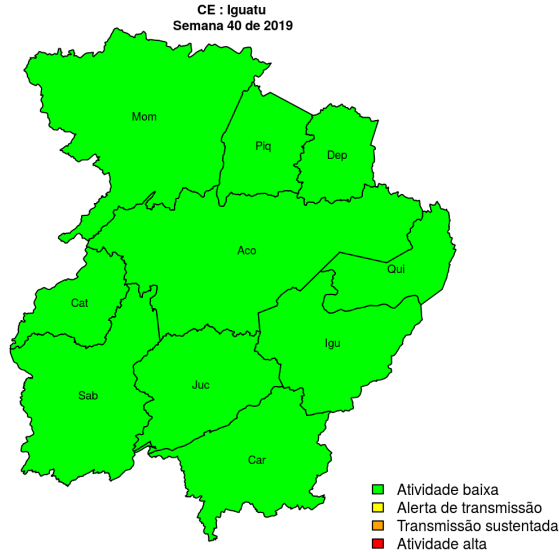 CE : Iguatu
Semana 40 de 2019
Mom
Piq
Dep
Aco
Qui
Cat
Igu
Juc
Sab
Car
Atividade baixa
Alerta de transmissão
Transmissão sustentada
Atividade alta